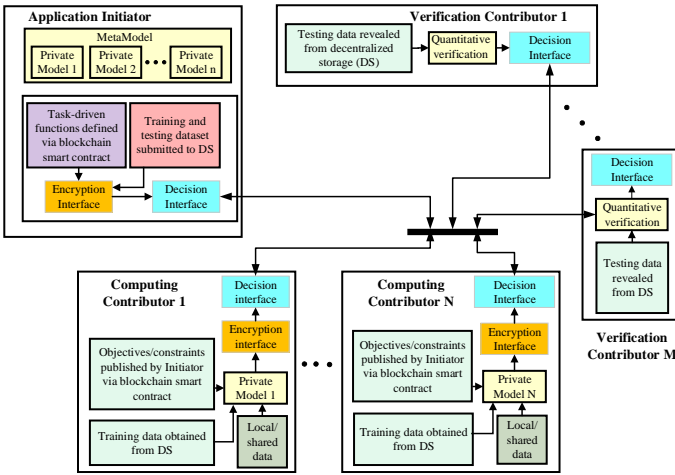 Application Initiator
MetaModel
Private
Model 1
Private
Model 2
Private
Model n
Task-driven
functions defined
via blockchain
smart contract
Training and
testing dataset
submitted to DS
Encryption
Interface
Decision
Interface
Verification Contributor 1
Testing data revealed
from decentralized
storage (DS)
Quantitative
verification
Decision
Interface
Decision
Interface
Quantitative
verification
Testing data
revealed
from DS
Verification
Contributor M
Computing
Contributor 1
Decision
interface
Encryption
interface
Objectives/constraints
published by Initiator
via blockchain smart
contract
Private
Model 1
Training data obtained
from DS
Local/
shared
data
Computing
Contributor N
Decision
Interface
Encryption
Interface
Objectives/constraints
published by Initiator
via blockchain smart
contract
Private
Model N
Training data obtained
from DS
Local/
shared
data